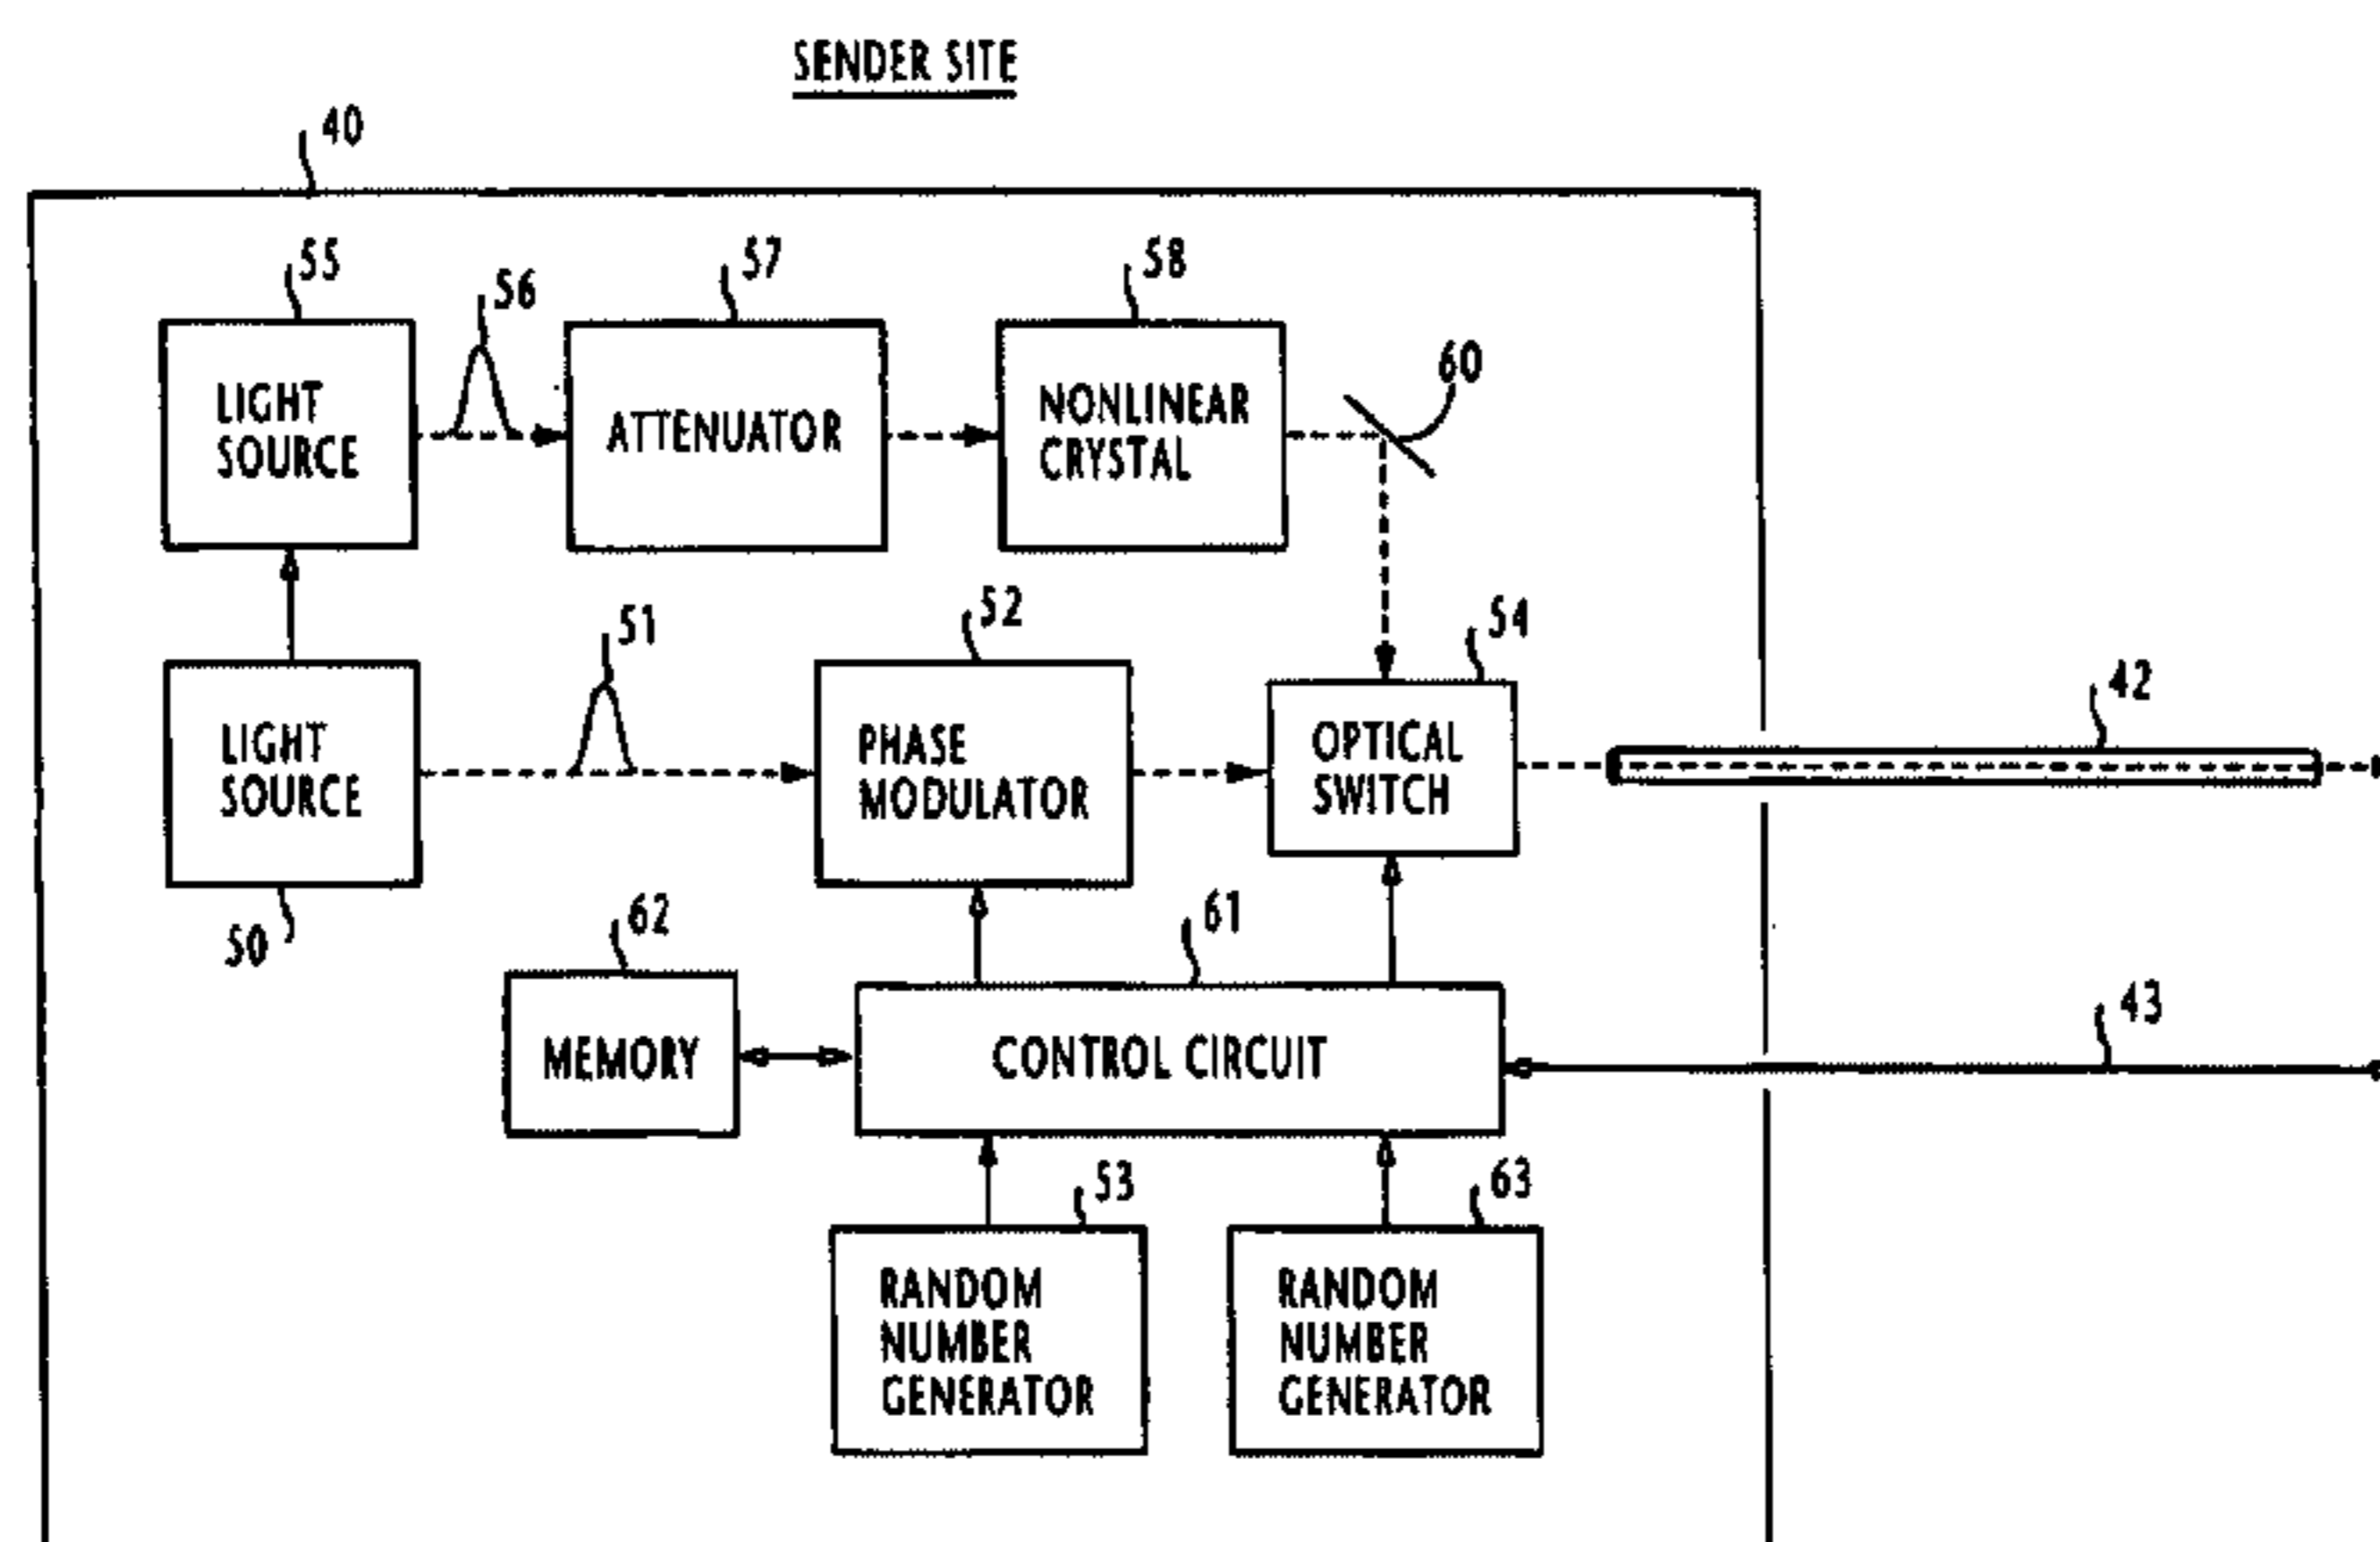 SENDER SITE
40
55
56
57
58
60
LIGHT
SOURCE
ATTENUATOR
NONLINEAR
CRYSTAL
51
52
54
42
LIGHT
SOURCE
PHASE
MODULATOR
OPTICAL
SWITCH
50
62
61
43
MEMORY
CONTROL CIRCUIT
53
63
RANDOM
NUMBER
GENERATOR
RANDOM
NUMBER
GENERATOR